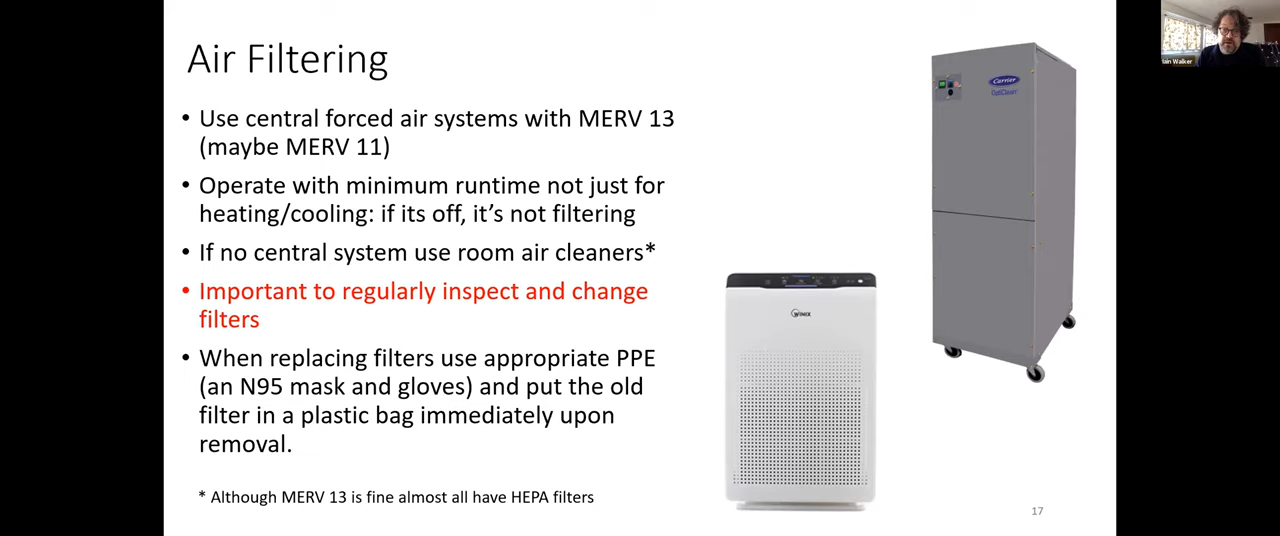 Air Filtering
• Use central forced air systems with MERV 13
(maybe MERV 11)
• Operate with minimum runtime not just for
heating/cooling: if its off, it’s not filtering
• If no central system use room air cleaners*
• Important to regularly inspect and change
filters
• When replacing filters use appropriate PPE
(an N95 mask and gloves) and put the old
filter in a plastic bag immediately upon
removal.
* Although MERV 13 is fine almost all have HEPA filters
WINIX
Carrier
OptiClean
17
Iain Walker